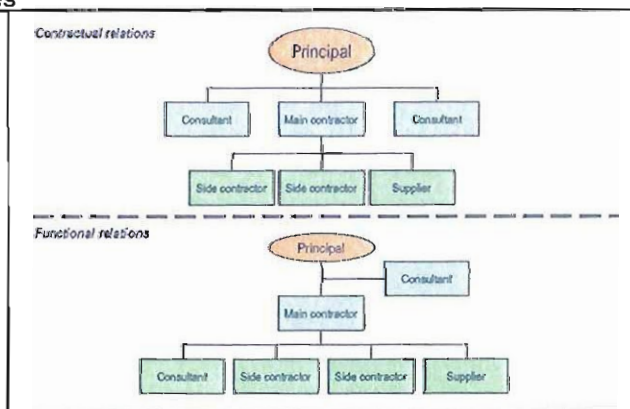 es
Contractual relations
Principal
Consultant Main contractor Consultant
Side contractor Side contractor Supplier
Functional relations
Principal
Consultant
Main contractor
Consultant Side contractor Side contractor Supplier